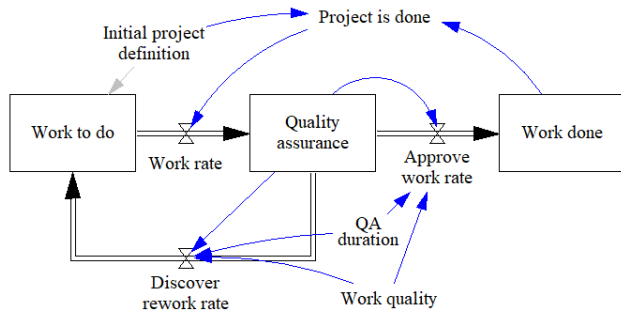 Initial project
definition
Project is done
Work to do
Quality
assurance
Work done
Work rate
Approve
work rate
QA
duration
Discover
rework rate
Work quality